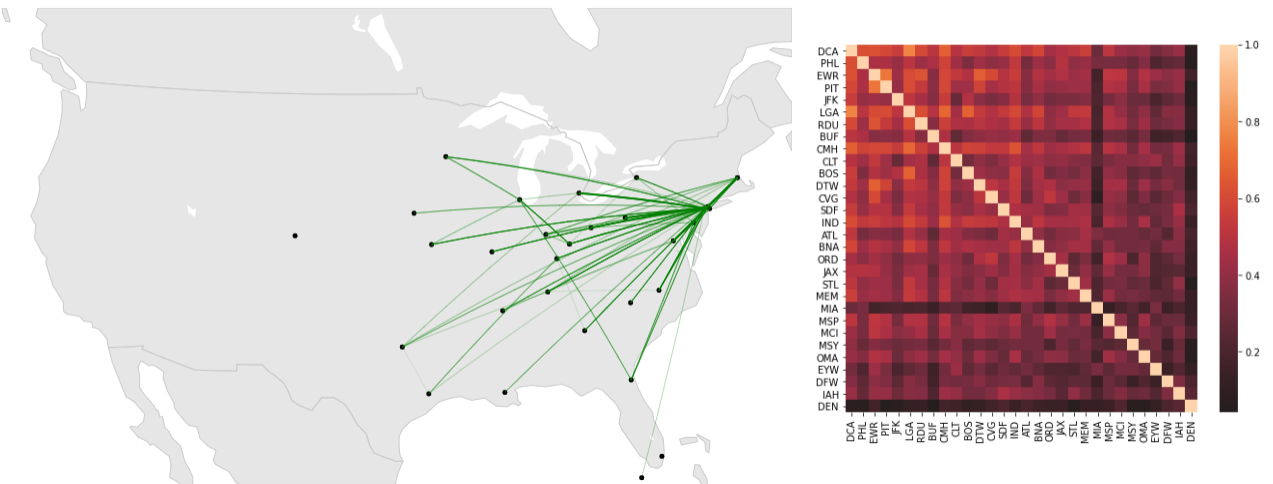 DCA
PHL
EWR
PIT
JFK
LGA
RDU
BUF
CMH
CLT
BOS
DTW
CVG
SDF
IND
ATL
BNA
ORD
JAX
STL
MEM
MIA
MSP
MCI
MSY
OMA
EYW
DFW
IAH
DEN
DCA PHL EWR PIT JFK LGA RDU BUF CMH CLT BOS DTW CVG SDF IND ATL BNA ORD JAX STL MEM MIA MSP MCI MSY OMA EYW DFW IAH DEN
1.0
0.8
0.6
0.4
0.2